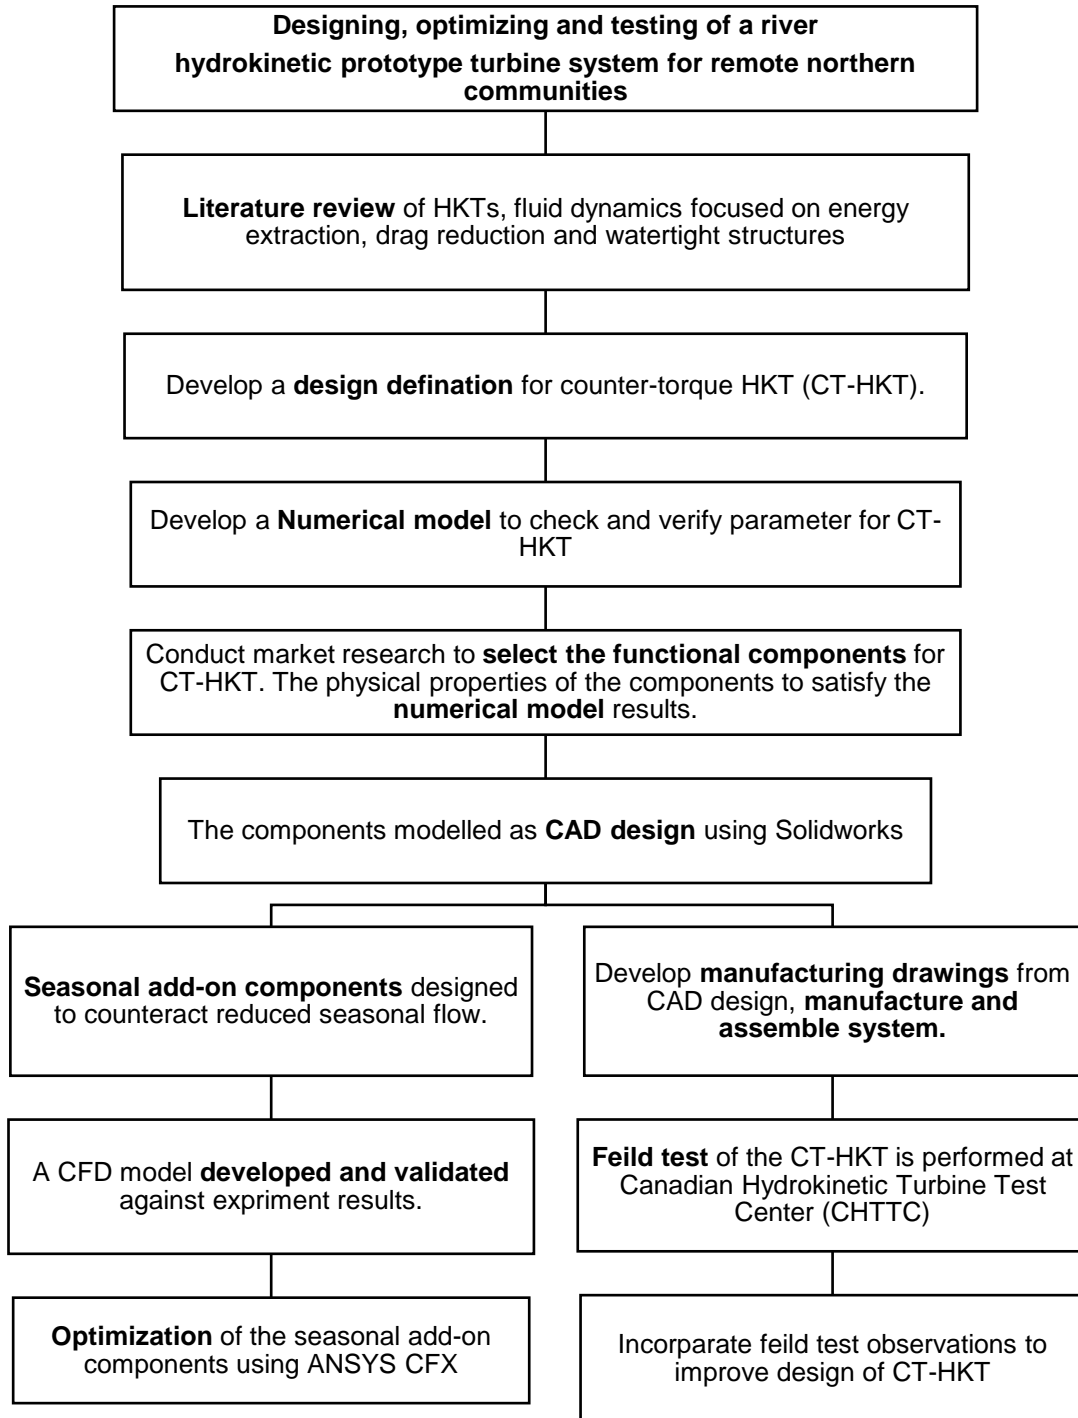 Designing, optimizing and testing of a river
hydrokinetic prototype turbine system for remote northern
communities
Literature review of HKTs, fluid dynamics focused on energy
extraction, drag reduction and watertight structures
Develop a design defination for counter-torque HKT (CT-HKT).
Develop a Numerical model to check and verify parameter for CT-
HKT
Conduct market research to select the functional components for
CT-HKT. The physical properties of the components to satisfy the
numerical model results.
The components modelled as CAD design using Solidworks
Seasonal add-on components designed
to counteract reduced seasonal flow.
A CFD model developed and validated
against expriment results.
Optimization of the seasonal add-on
components using ANSYS CFX
Develop manufacturing drawings from
CAD design, manufacture and
assemble system.
Feild test of the CT-HKT is performed at
Canadian Hydrokinetic Turbine Test
Center (CHTTC)
Incorparate feild test observations to
improve design of CT-HKT